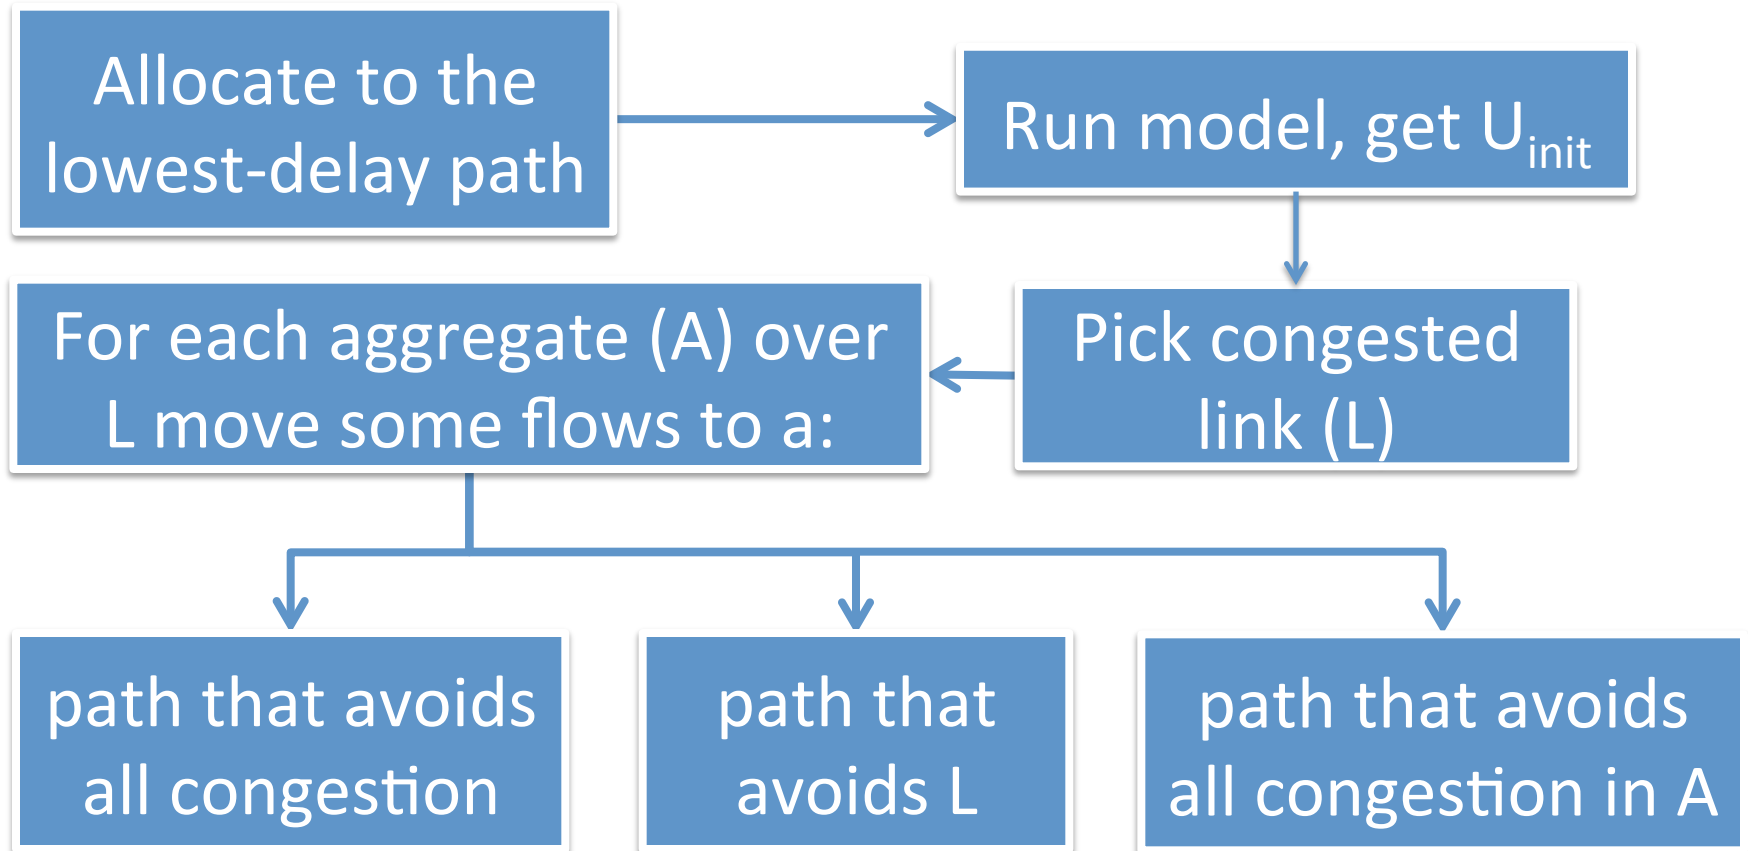 Allocate to the
lowest-delay path
Run model, get U_init
Pick congested
link (L)
For each aggregate (A) over
L move some flows to a:
path that avoids
all congestion
path that
avoids L
path that avoids
all congestion in A